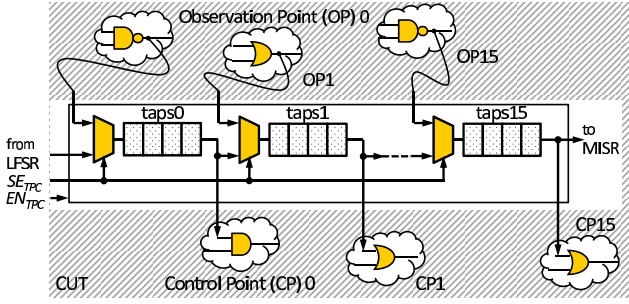 Observation Point (OP) 0
OP1
OP15
taps0
taps1
taps15
from
LFSR
to
MISR
SE_TPC
EN_TPC
CP15
CUT
Control Point (CP) 0
CP1